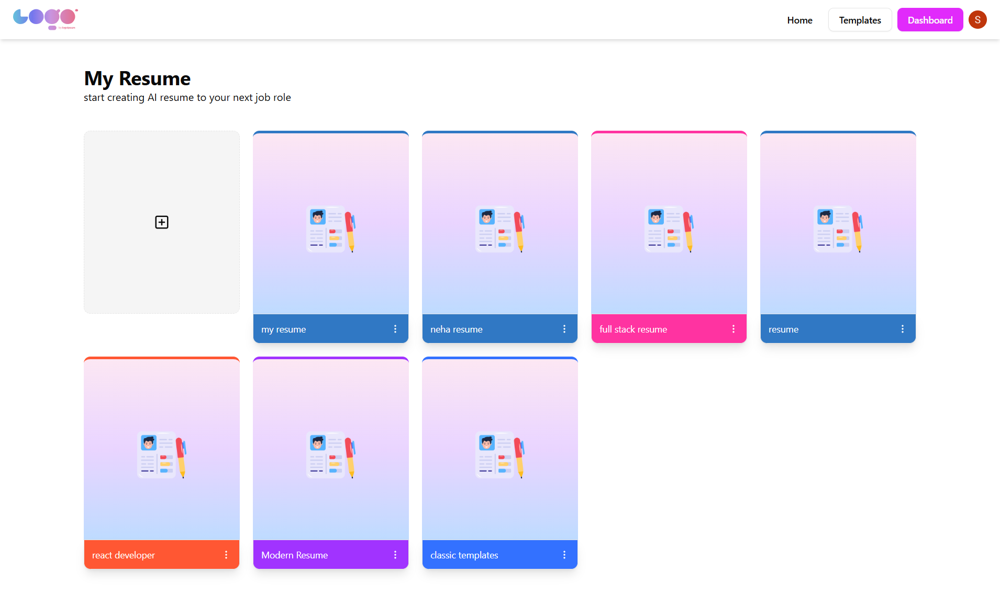 Logo
by logoipsum
Home
Templates
Dashboard
S
My Resume
start creating AI resume to your next job role
my resume
neha resume
full stack resume
resume
react developer
Modern Resume
classic templates